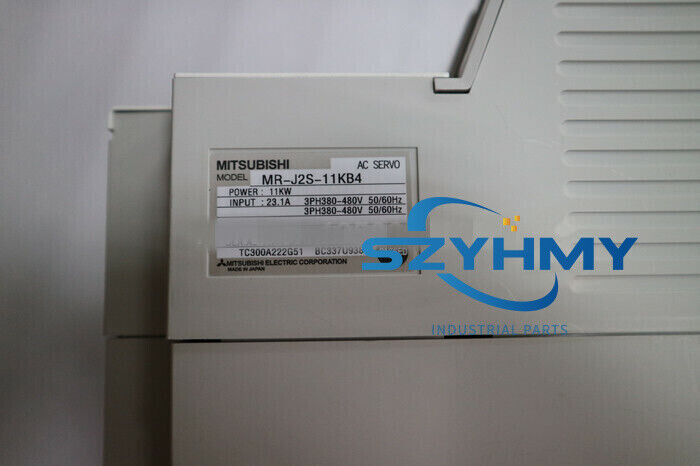 MITSUBISHI AC SERVO
MODEL MR-J2S-11KB4
POWER : 11KW
INPUT : 23.1A 3PH380-480V 50/60Hz
3PH380-480V 50/60Hz
TC300A222G51
MITSUBISHI ELECTRIC CORPORATION
MADE IN JAPAN
SZYHMY
INDUSTRIAL PARTS